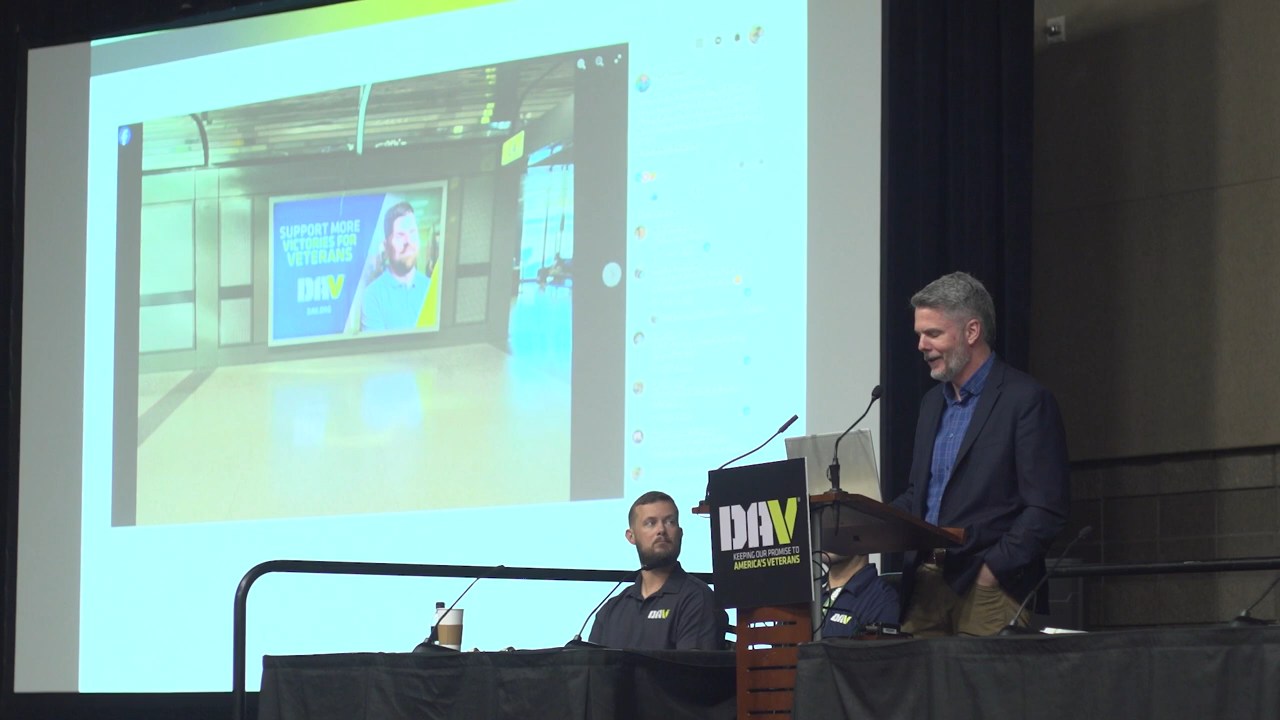 SUPPORT MORE
VICTORIES FOR
VETERANS
DAV
DAV
KEEPING OUR PROMISE TO
AMERICA'S VETERANS
DAV
DAV